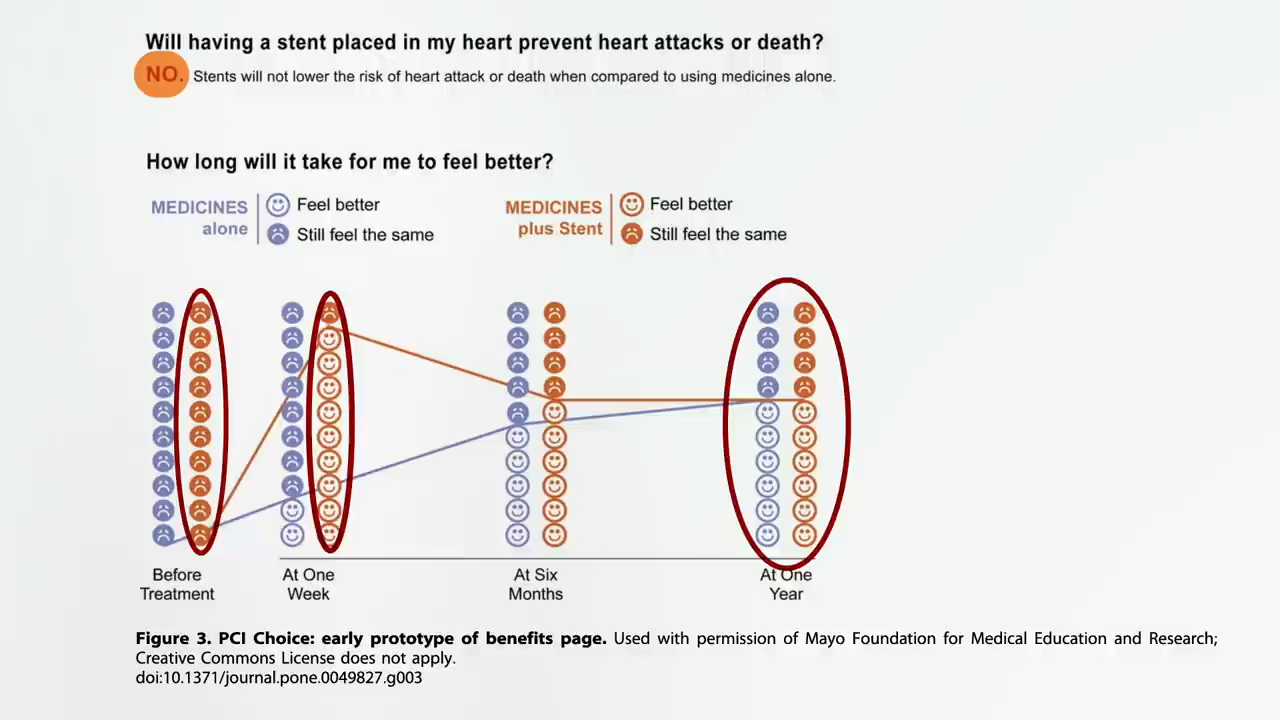 Will having a stent placed in my heart prevent heart attacks or death?
NO. Stents will not lower the risk of heart attack or death when compared to using medicines alone.
How long will it take for me to feel better?
MEDICINES alone
Feel better
Still feel the same
MEDICINES plus Stent
Feel better
Still feel the same
Before Treatment
At One Week
At Six Months
At One Year
Figure 3. PCI Choice: early prototype of benefits page. Used with permission of Mayo Foundation for Medical Education and Research;
Creative Commons License does not apply.
doi:10.1371/journal.pone.0049827.g003